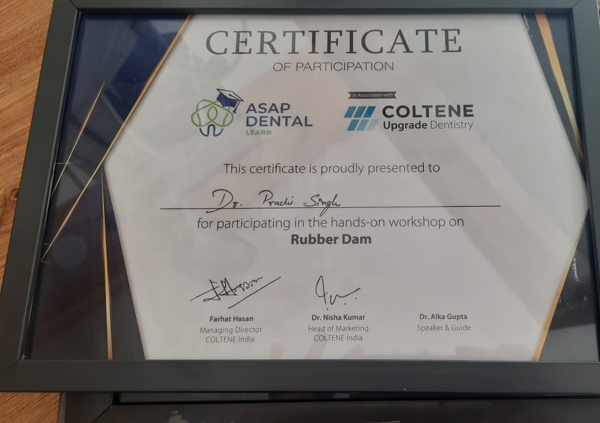 CERTIFICATE
OF PARTICIPATION
ASAP
DENTAL
LEARN
In Association with
COLTENE
Upgrade Dentistry
This certificate is proudly presented to
Dr. Prachi Singh
for participating in the hands-on workshop on
Rubber Dam
Farhat Hasan
Managing Director
COLTENE India
Dr. Nisha Kumar
Head of Marketing
COLTENE India
Dr. Alka Gupta
Speaker & Guide